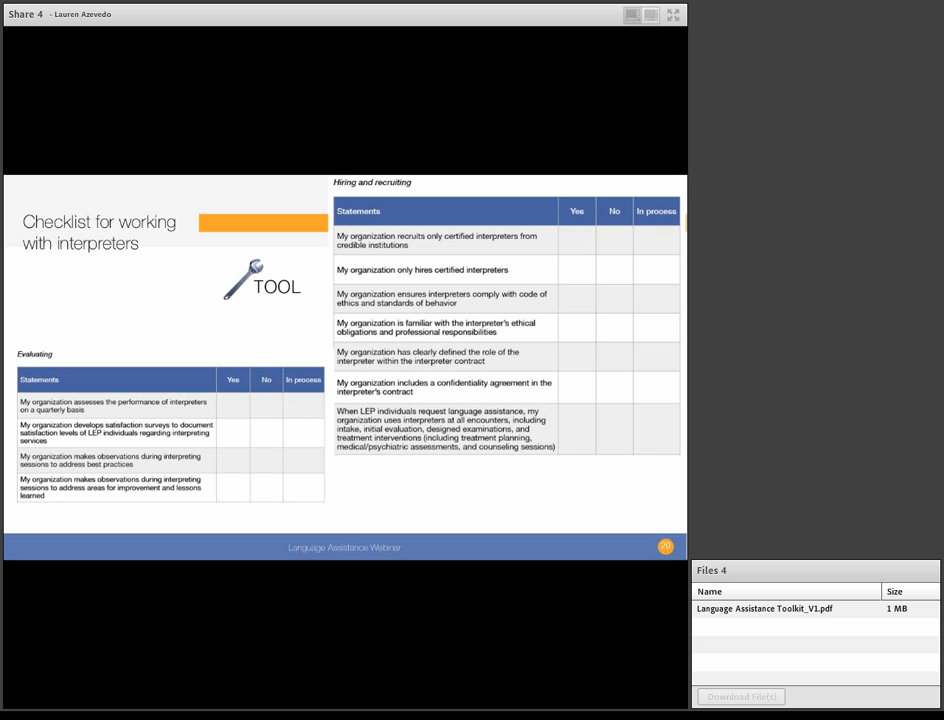 Share 4 - Lauren Azevedo
Checklist for working
with interpreters
TOOL
Evaluating
Statements Yes No In process
My organization assesses the performance of interpreters
on a quarterly basis
My organization develops satisfaction surveys to document
satisfaction levels of LEP individuals regarding interpreting
services
My organization makes observations during interpreting
sessions to address best practices
My organization makes observations during interpreting
sessions to address areas for improvement and lessons
learned
Hiring and recruiting
Statements Yes No In process
My organization recruits only certified interpreters from
credible institutions
My organization only hires certified interpreters
My organization ensures interpreters comply with code of
ethics and standards of behavior
My organization is familiar with the interpreter's ethical
obligations and professional responsibilities
My organization has clearly defined the role of the
interpreter within the interpreter contract
My organization includes a confidentiality agreement in the
interpreter's contract
When LEP individuals request language assistance, my
organization uses interpreters at all encounters, including
intake, initial evaluation, designed examinations, and
treatment interventions (including treatment planning,
medical/psychiatric assessments, and counseling sessions)
Language Assistance Webinar
20
Files 4
Name Size
Language Assistance Toolkit_V1.pdf 1 MB
Download File(s)